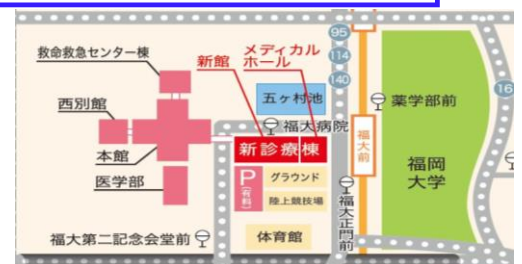 救命救急センター棟
新館
メディカル
ホール
95
114
140
16
西別館
五ヶ村池
薬学部前
福大病院
新診療棟
福大前
福岡
大学
本館
医学部
P
(有料)
グラウンド
陸上競技場
福大正門前
福大第二記念会堂前
体育館